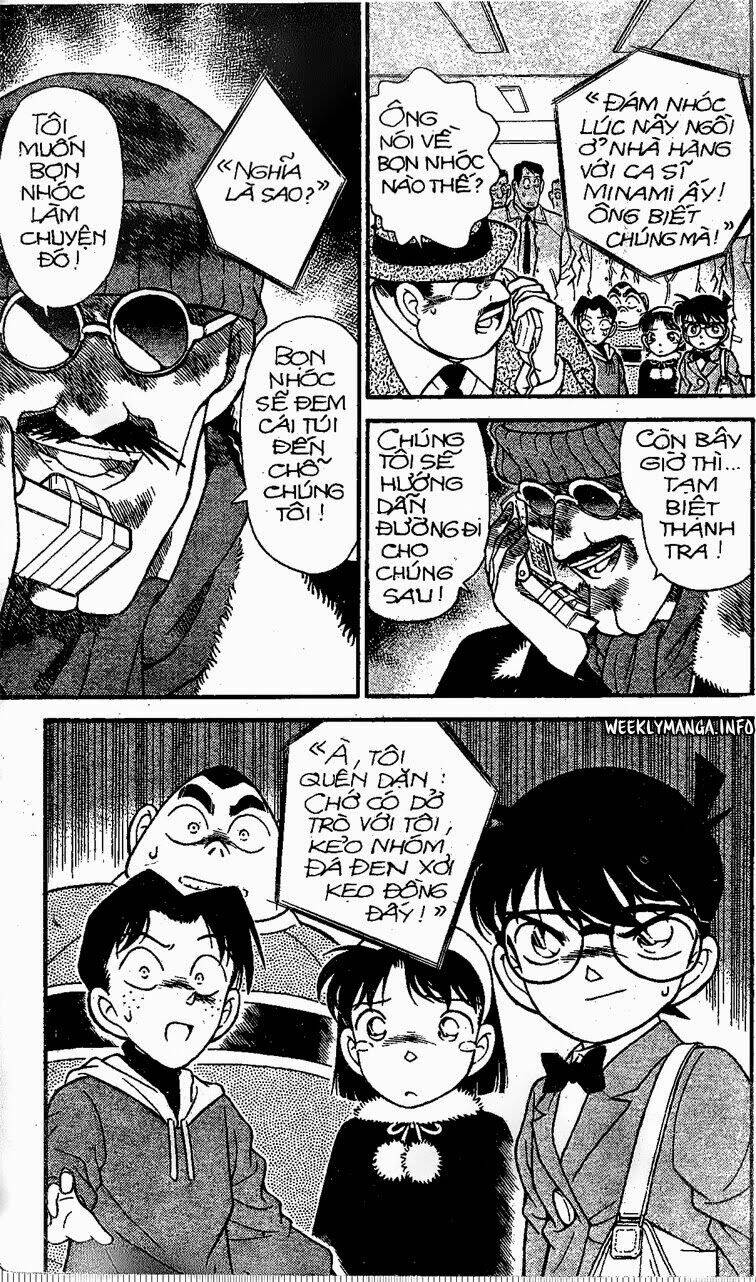 TÔI
MUỐN
BỌN
NHÓC
LÀM
CHUYỆN
ĐÓ!
"NGHĨA
LÀ SAO?"
BỌN
NHÓC
SẼ ĐEM
CÁI TÚI
ĐẾN
CHỖ
CHÚNG
TÔI!
ÔNG
NÓI VỀ
BỌN NHÓC
NÀO THẾ?
"ĐÁM NHÓC
LÚC NÃY NGỒI
Ở NHÀ HÀNG
VỚI CA SĨ
MINAMI ẤY!
ÔNG BIẾT
CHÚNG MÀ!"
CHÚNG
TÔI SẼ
HƯỚNG
DẪN
ĐƯỜNG ĐI
CHO
CHÚNG
SAU!
CÒN BÂY
GIỜ THÌ...
TẠM
BIỆT
THANH
TRA!
WEEKLYMANGA.INFO
"À, TÔI
QUÊN DẶN:
CHỚ CÓ DỞ
TRÒ VỚI TÔI,
KẺO NHÓM
ĐÁ ĐEN XƠI
KẸO ĐỒNG
ĐẤY!"